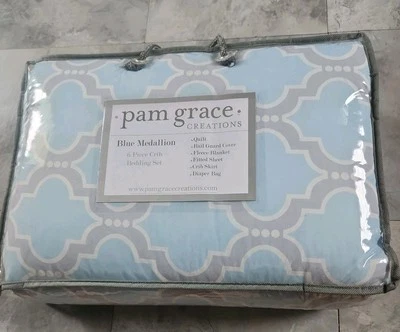 ·pam grace·
CREATIONS
Blue Medallion
6 Piece Crib
Bedding Set
·Quilt
·Rail Guard Cover
·Fleece Blanket
·Fitted Sheet
·Crib Skirt
·Diaper Bag
www.pamgracecreations.com